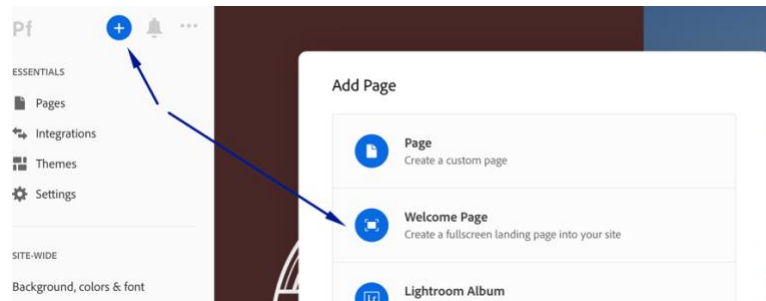 Pf
ESSENTIALS
Pages
Integrations
Themes
Settings
SITE-WIDE
Background, colors & font
Add Page
Page
Create a custom page
Welcome Page
Create a fullscreen landing page into your site
Lr
Lightroom Album